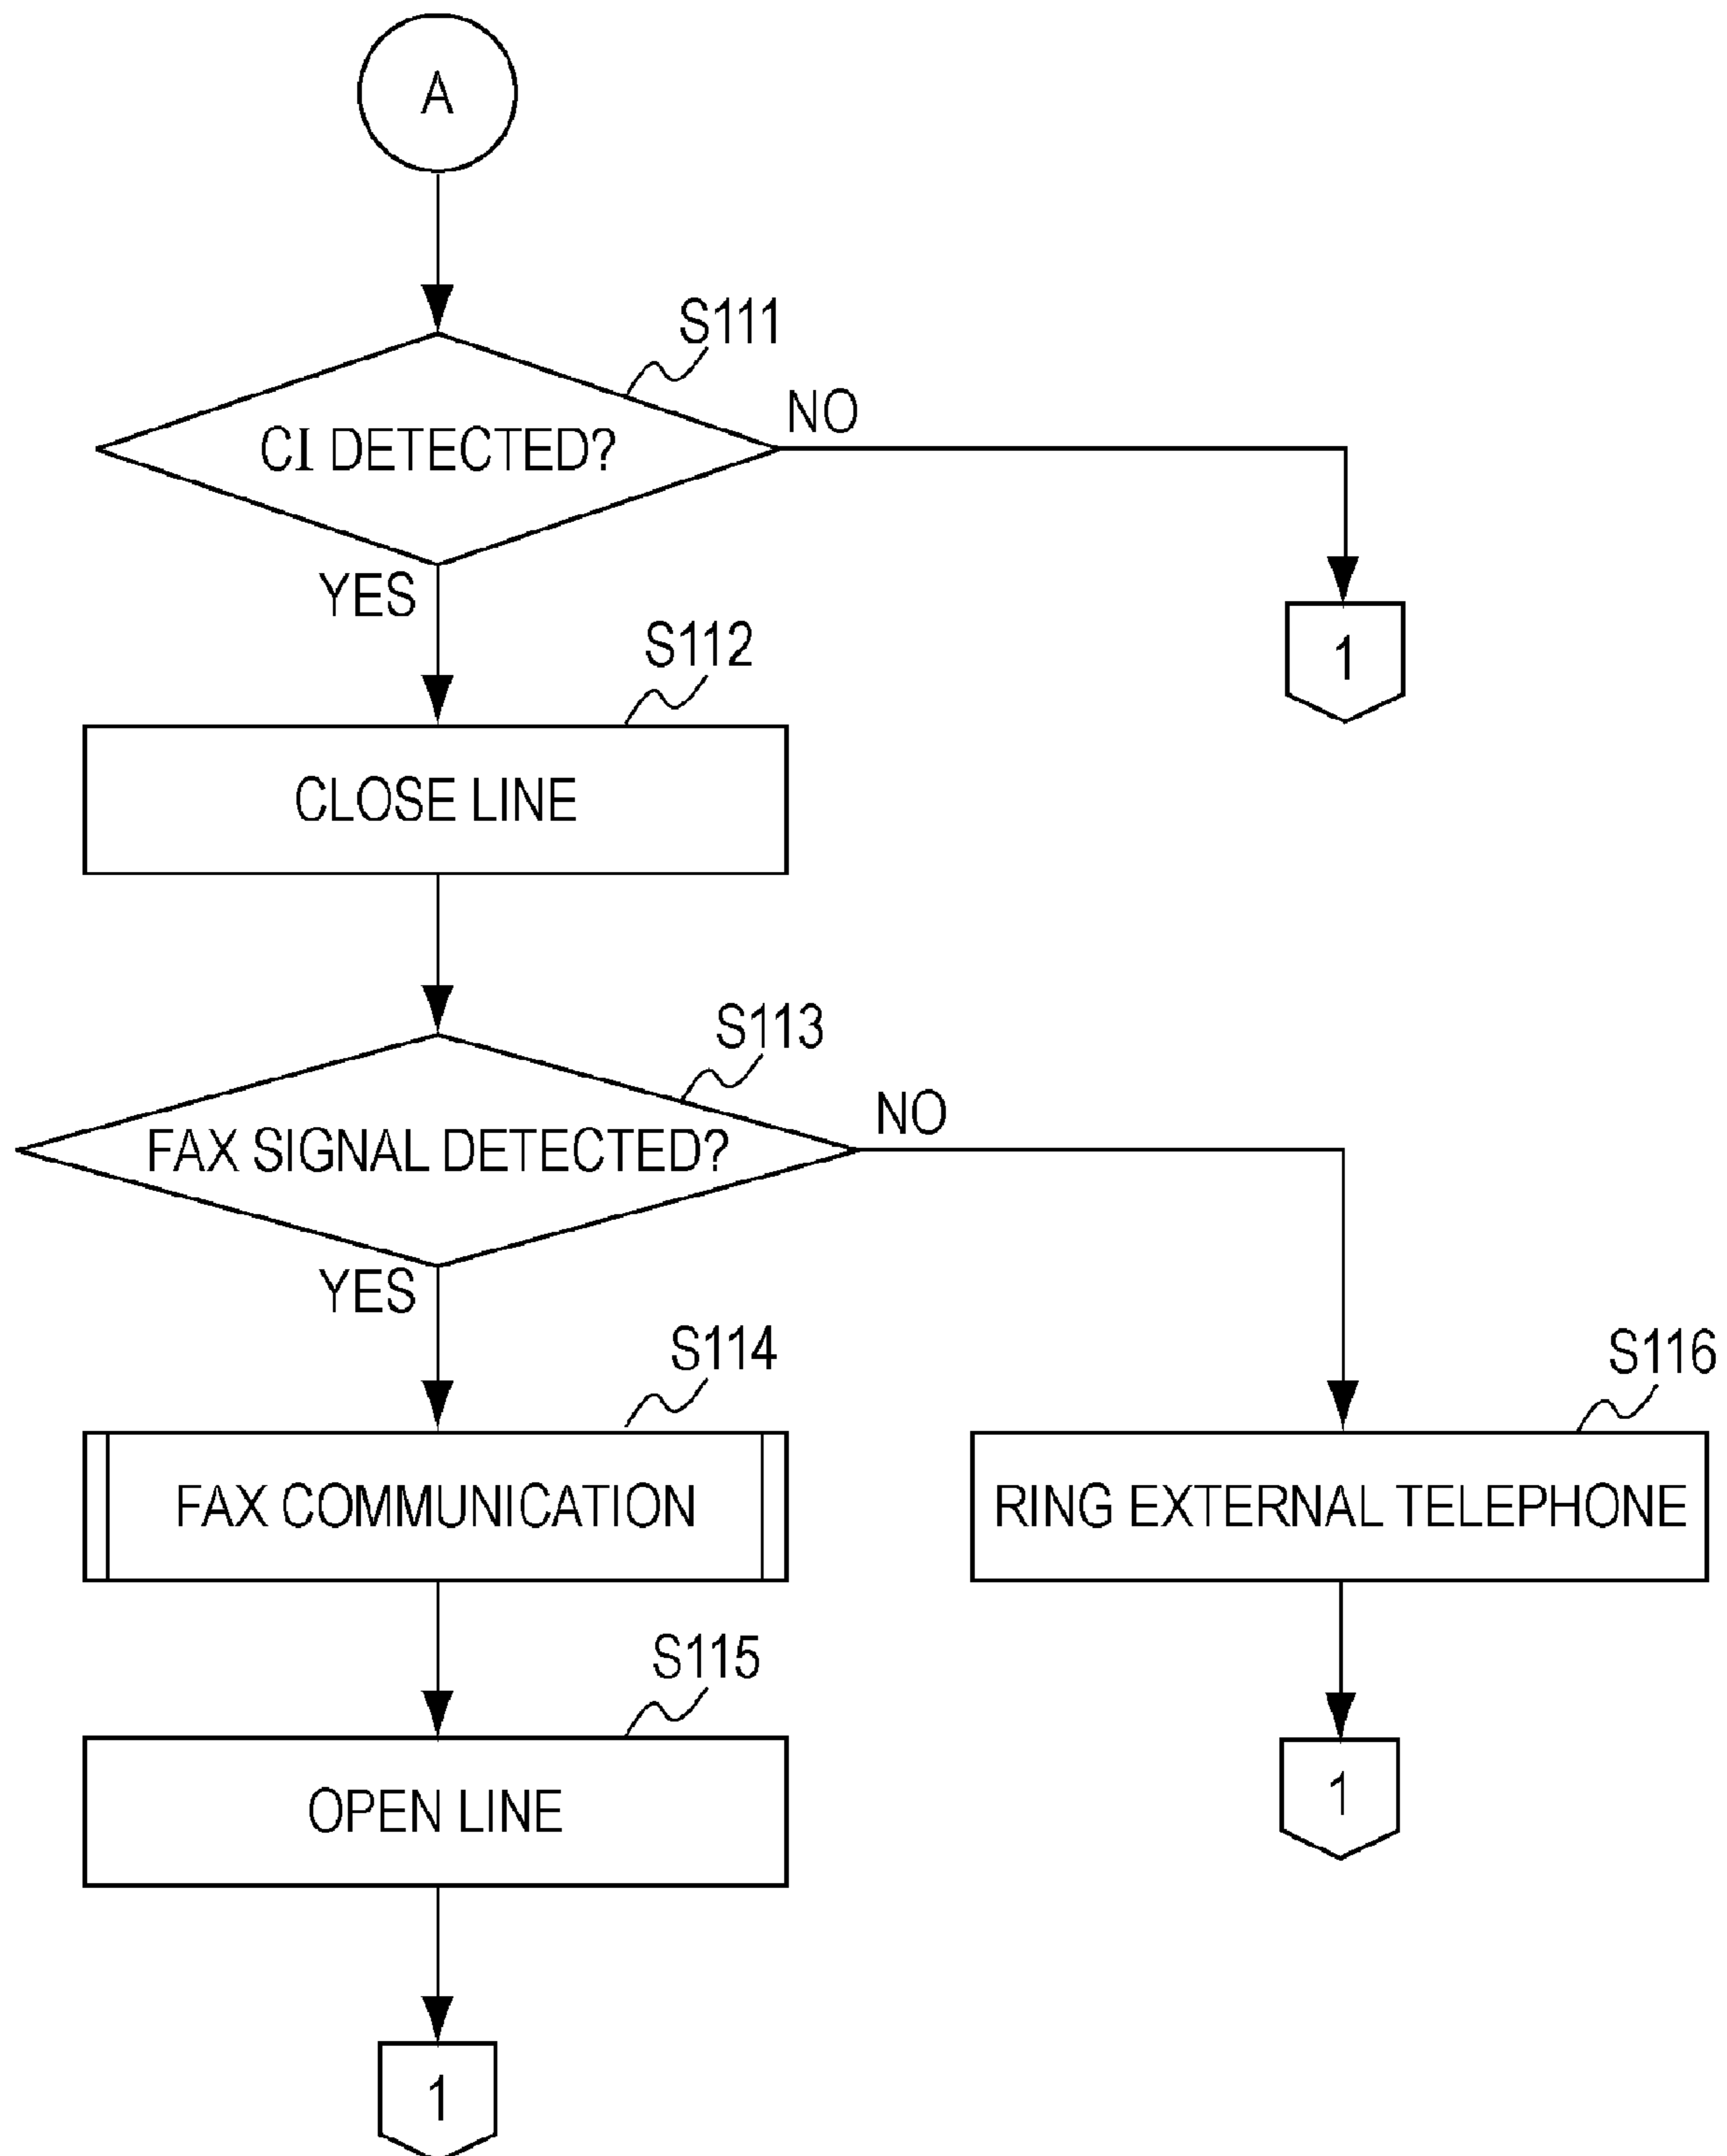 A
S111
CI DETECTED?
NO
YES
1
S112
CLOSE LINE
S113
FAX SIGNAL DETECTED?
NO
YES
S114
FAX COMMUNICATION
S116
RING EXTERNAL TELEPHONE
S115
OPEN LINE
1
1